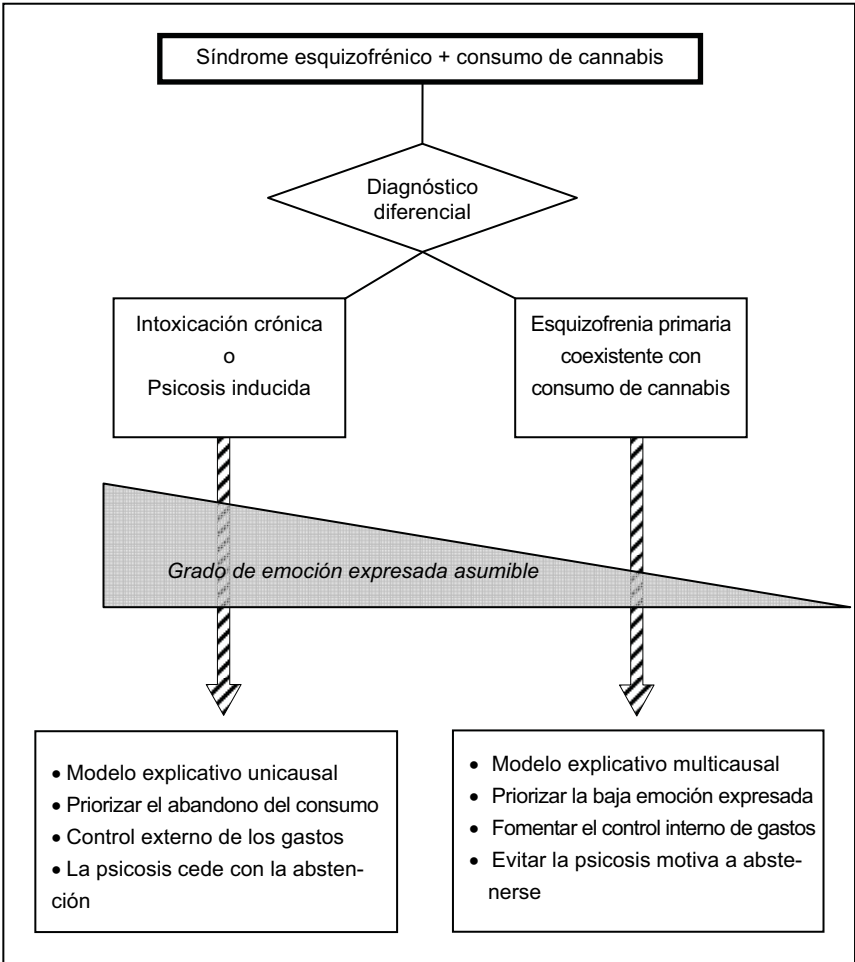 Síndrome esquizofrénico + consumo de cannabis
Diagnóstico
diferencial
Intoxicación crónica
o
Psicosis inducida
Esquizofrenia primaria
coexistente con
consumo de cannabis
Grado de emoción expresada asumible
• Modelo explicativo unicausal
• Priorizar el abandono del consumo
• Control externo de los gastos
• La psicosis cede con la absten-
ción
• Modelo explicativo multicausal
• Priorizar la baja emoción expresada
• Fomentar el control interno de gastos
• Evitar la psicosis motiva a abste-
nerse